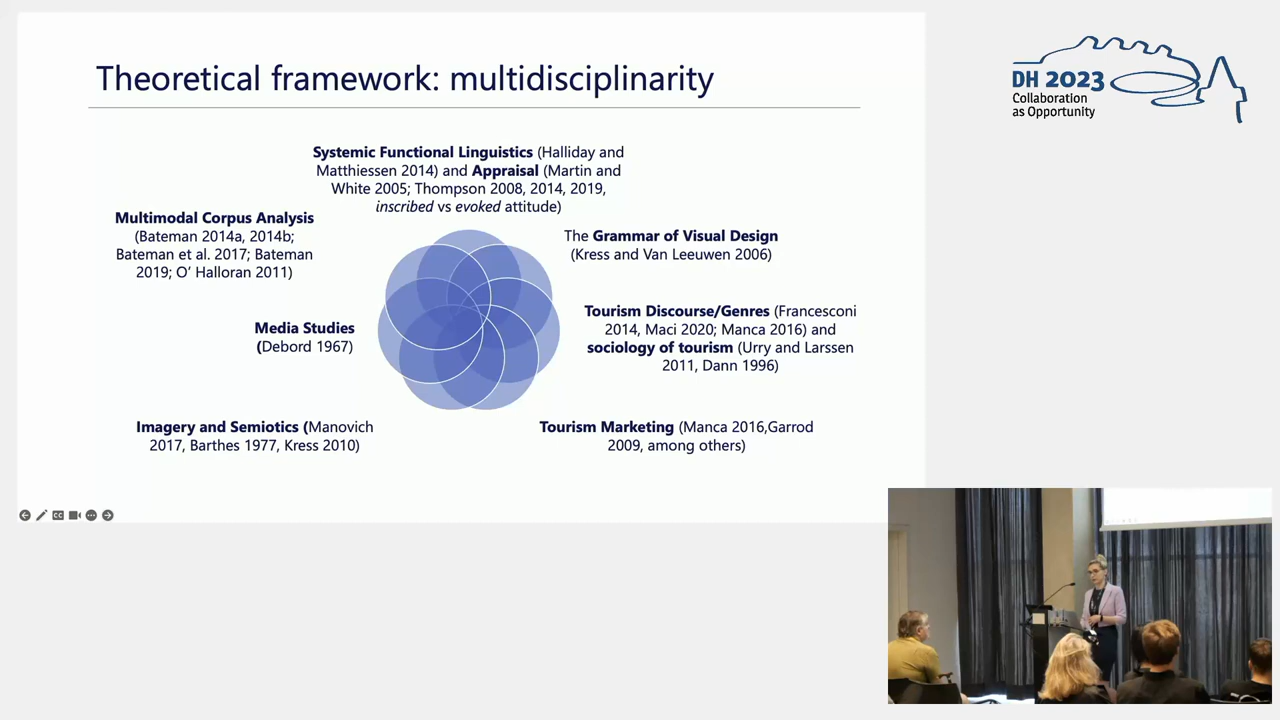 Theoretical framework: multidisciplinarity
Systemic Functional Linguistics (Halliday and
Matthiessen 2014) and Appraisal (Martin and
White 2005; Thompson 2008, 2014, 2019,
inscribed vs evoked attitude)
Multimodal Corpus Analysis
(Bateman 2014a, 2014b;
Bateman et al. 2017; Bateman
2019; O’ Halloran 2011)
The Grammar of Visual Design
(Kress and Van Leeuwen 2006)
Media Studies
(Debord 1967)
Tourism Discourse/Genres (Francesconi
2014, Maci 2020; Manca 2016) and
sociology of tourism (Urry and Larssen
2011, Dann 1996)
Imagery and Semiotics (Manovich
2017, Barthes 1977, Kress 2010)
Tourism Marketing (Manca 2016,Garrod
2009, among others)
CC
DH 2023
Collaboration
as Opportunity